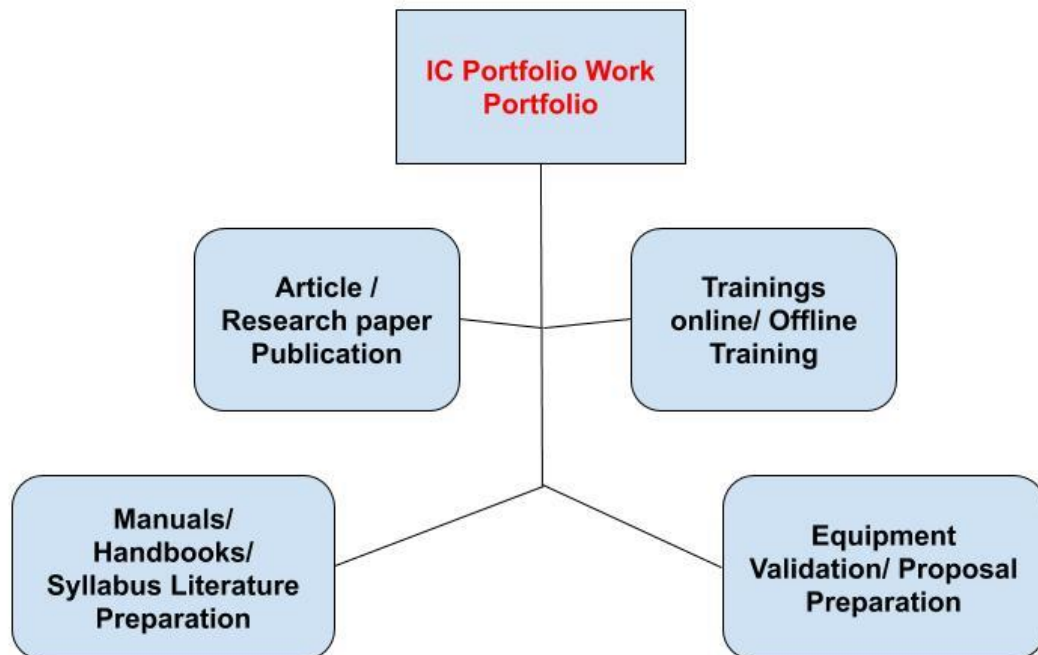 IC Portfolio Work
Portfolio
Article /
Research paper
Publication
Trainings
online/ Offline
Training
Manuals/
Handbooks/
Syllabus Literature
Preparation
Equipment
Validation/ Proposal
Preparation